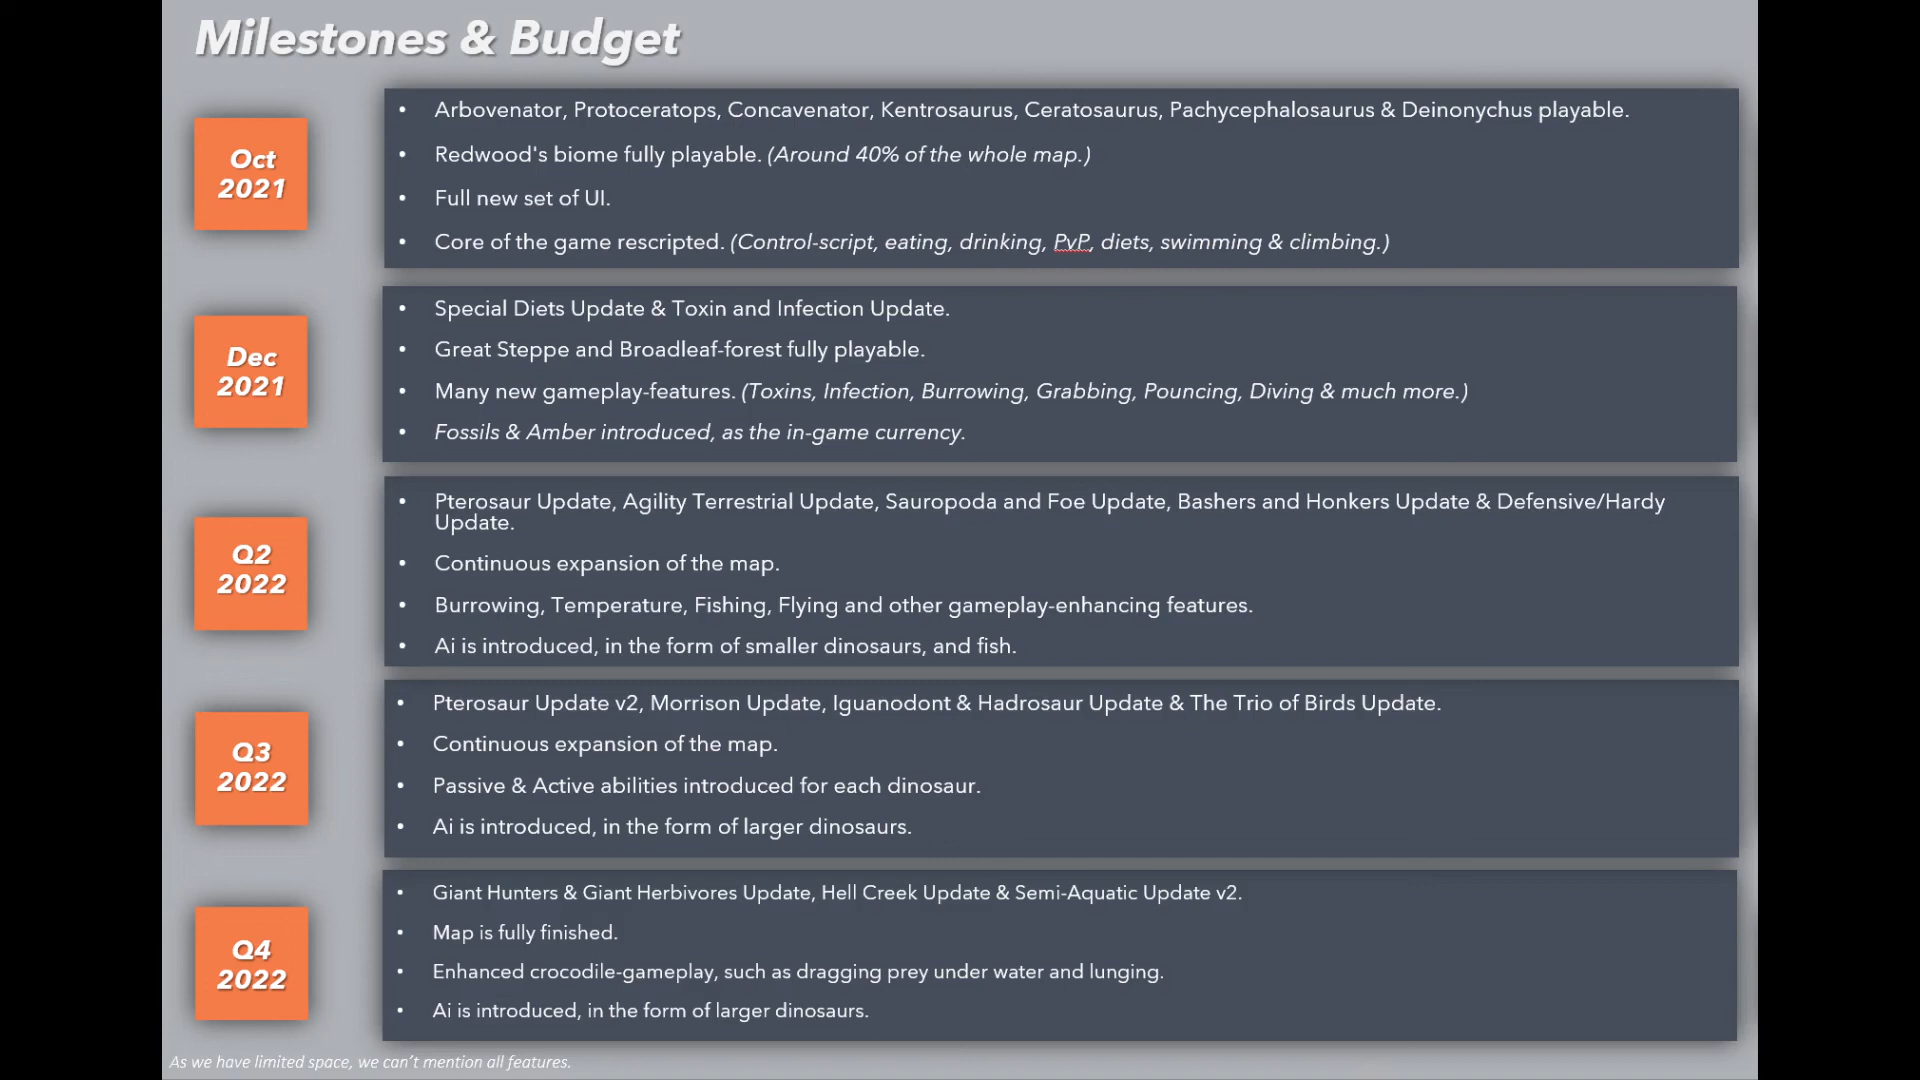 Milestones & Budget
Oct
2021
• Arbovenator, Protoceratops, Concavenator, Kentrosaurus, Ceratosaurus, Pachycephalosaurus & Deinonychus playable.
• Redwood's biome fully playable. (Around 40% of the whole map.)
• Full new set of UI.
• Core of the game rescripted. (Control-script, eating, drinking, PvP, diets, swimming & climbing.)
Dec
2021
• Special Diets Update & Toxin and Infection Update.
• Great Steppe and Broadleaf-forest fully playable.
• Many new gameplay-features. (Toxins, Infection, Burrowing, Grabbing, Pouncing, Diving & much more.)
• Fossils & Amber introduced, as the in-game currency.
Q2
2022
• Pterosaur Update, Agility Terrestrial Update, Sauropoda and Foe Update, Bashers and Honkers Update & Defensive/Hardy
Update.
• Continuous expansion of the map.
• Burrowing, Temperature, Fishing, Flying and other gameplay-enhancing features.
• Ai is introduced, in the form of smaller dinosaurs, and fish.
Q3
2022
• Pterosaur Update v2, Morrison Update, Iguanodont & Hadrosaur Update & The Trio of Birds Update.
• Continuous expansion of the map.
• Passive & Active abilities introduced for each dinosaur.
• Ai is introduced, in the form of larger dinosaurs.
Q4
2022
• Giant Hunters & Giant Herbivores Update, Hell Creek Update & Semi-Aquatic Update v2.
• Map is fully finished.
• Enhanced crocodile-gameplay, such as dragging prey under water and lunging.
• Ai is introduced, in the form of larger dinosaurs.
As we have limited space, we can't mention all features.